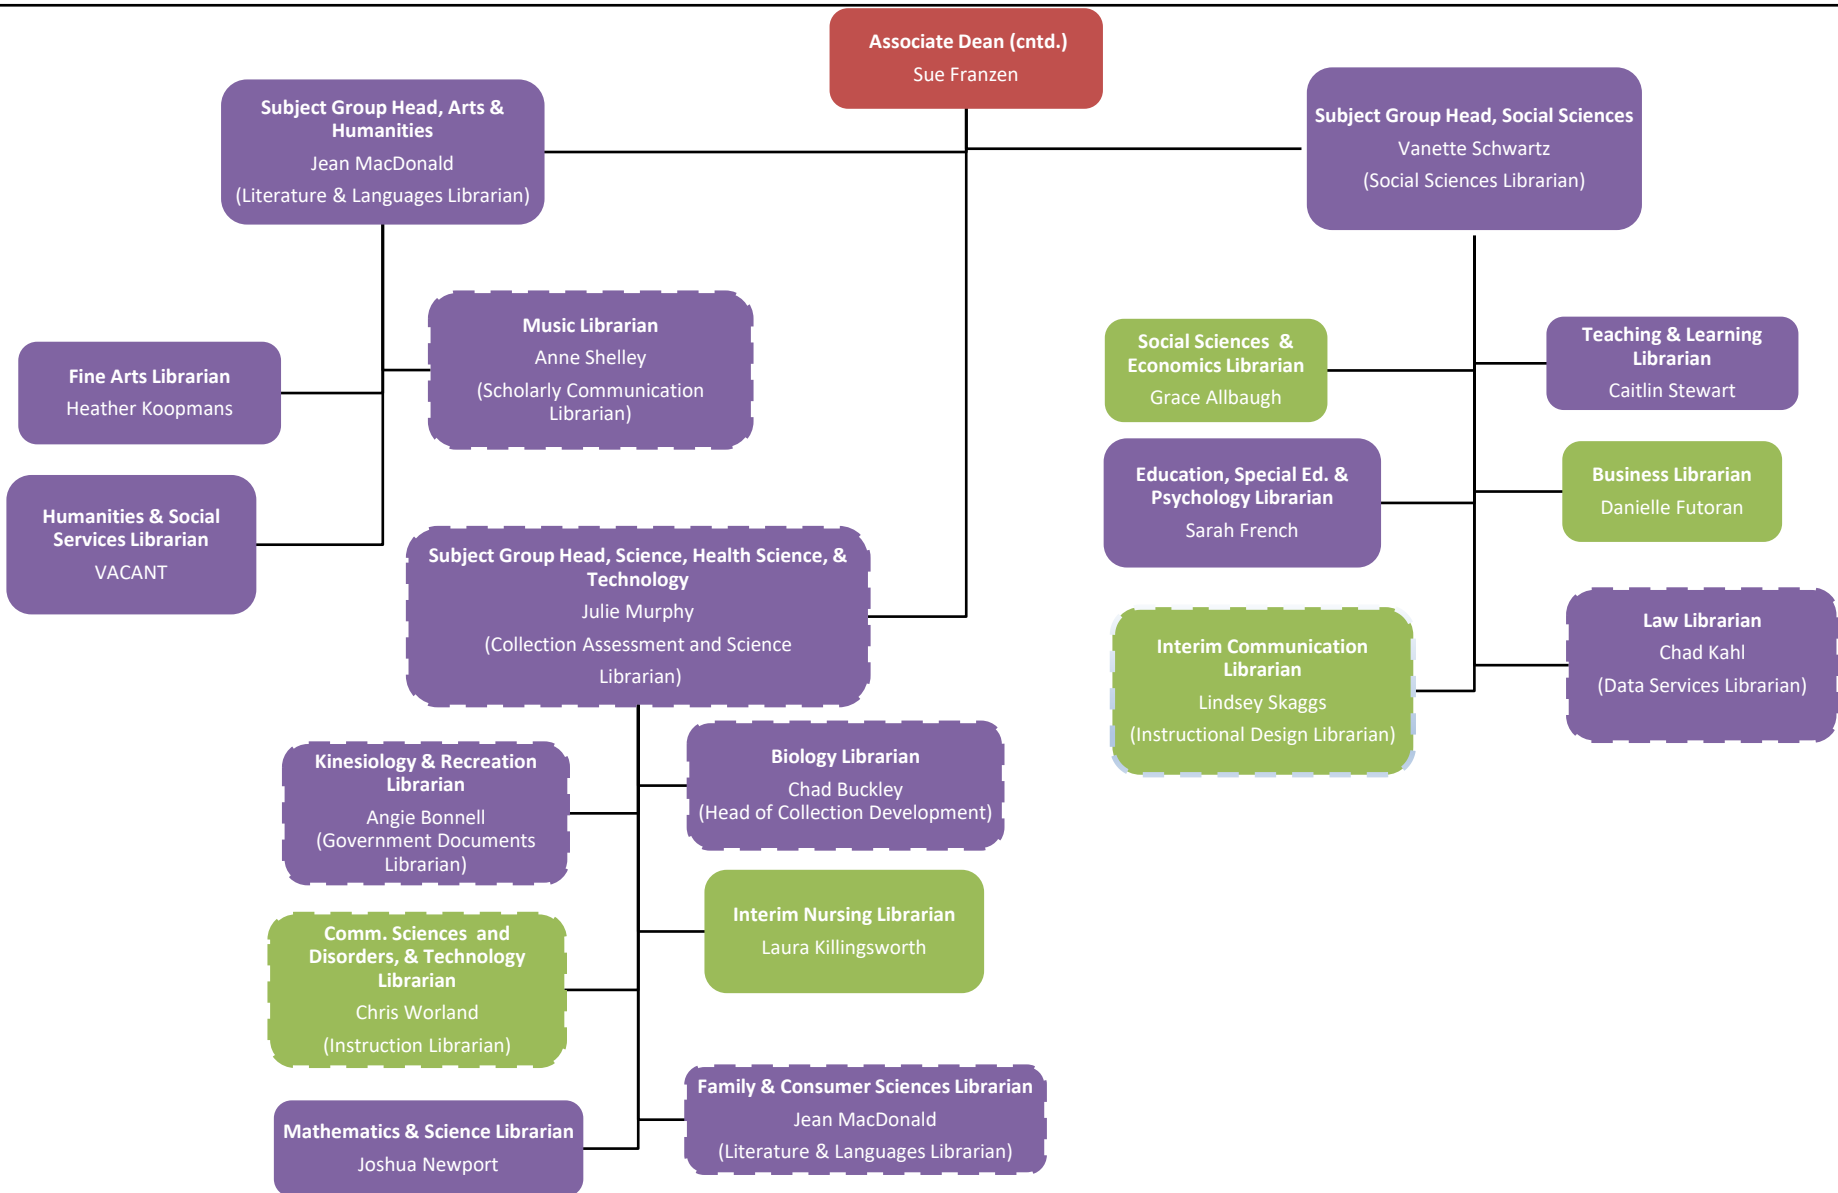 Associate Dean (cntd.)
Sue Franzen
Subject Group Head, Arts &
Humanities
Jean MacDonald
(Literature & Languages Librarian)
Subject Group Head, Social Sciences
Vanette Schwartz
(Social Sciences Librarian)
Music Librarian
Anne Shelley
(Scholarly Communication
Librarian)
Fine Arts Librarian
Heather Koopmans
Humanities & Social
Services Librarian
VACANT
Social Sciences &
Economics Librarian
Grace Allbaugh
Teaching & Learning
Librarian
Caitlin Stewart
Education, Special Ed. &
Psychology Librarian
Sarah French
Business Librarian
Danielle Futoran
Interim Communication
Librarian
Lindsey Skaggs
(Instructional Design Librarian)
Law Librarian
Chad Kahl
(Data Services Librarian)
Subject Group Head, Science, Health Science, &
Technology
Julie Murphy
(Collection Assessment and Science
Librarian)
Kinesiology & Recreation
Librarian
Angie Bonnell
(Government Documents
Librarian)
Biology Librarian
Chad Buckley
(Head of Collection Development)
Comm. Sciences and
Disorders, & Technology
Librarian
Chris Worland
(Instruction Librarian)
Interim Nursing Librarian
Laura Killingsworth
Mathematics & Science Librarian
Joshua Newport
Family & Consumer Sciences Librarian
Jean MacDonald
(Literature & Languages Librarian)